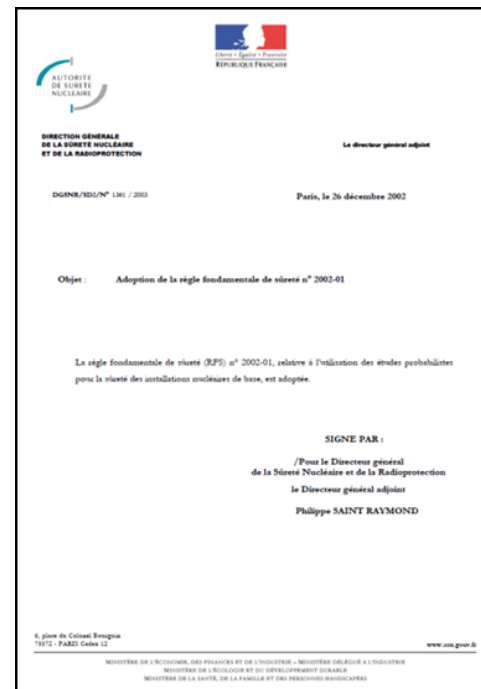 Liberté • Égalité • Fraternité
RÉPUBLIQUE FRANÇAISE
AUTORITE
DE SURETE
NUCLEAIRE
DIRECTION GÉNÉRALE
DE LA SÛRETÉ NUCLÉAIRE
ET DE LA RADIOPROTECTION
Le directeur général adjoint
DGSNR/SD2/N° 1361 / 2003
Paris, le 26 décembre 2002
Objet : Adoption de la règle fondamentale de sûreté n° 2002-01
La règle fondamentale de sûreté (RFS) n° 2002-01, relative à l'utilisation des études probabilistes
pour la sûreté des installations nucléaires de base, est adoptée.
SIGNE PAR :
/Pour le Directeur général
de la Sûreté Nucléaire et de la Radioprotection
le Directeur général adjoint
Philippe SAINT RAYMOND
6, place du Colonel Bourgoin
75572 - PARIS Cedex 12
www.asn.gouv.fr
MINISTÈRE DE L'ÉCONOMIE, DES FINANCES ET DE L'INDUSTRIE – MINISTÈRE DÉLÉGUÉ A L'INDUSTRIE
MINISTÈRE DE L'ÉCOLOGIE ET DU DÉVELOPPEMENT DURABLE
MINISTÈRE DE LA SANTÉ, DE LA FAMILLE ET DES PERSONNES HANDICAPÉES